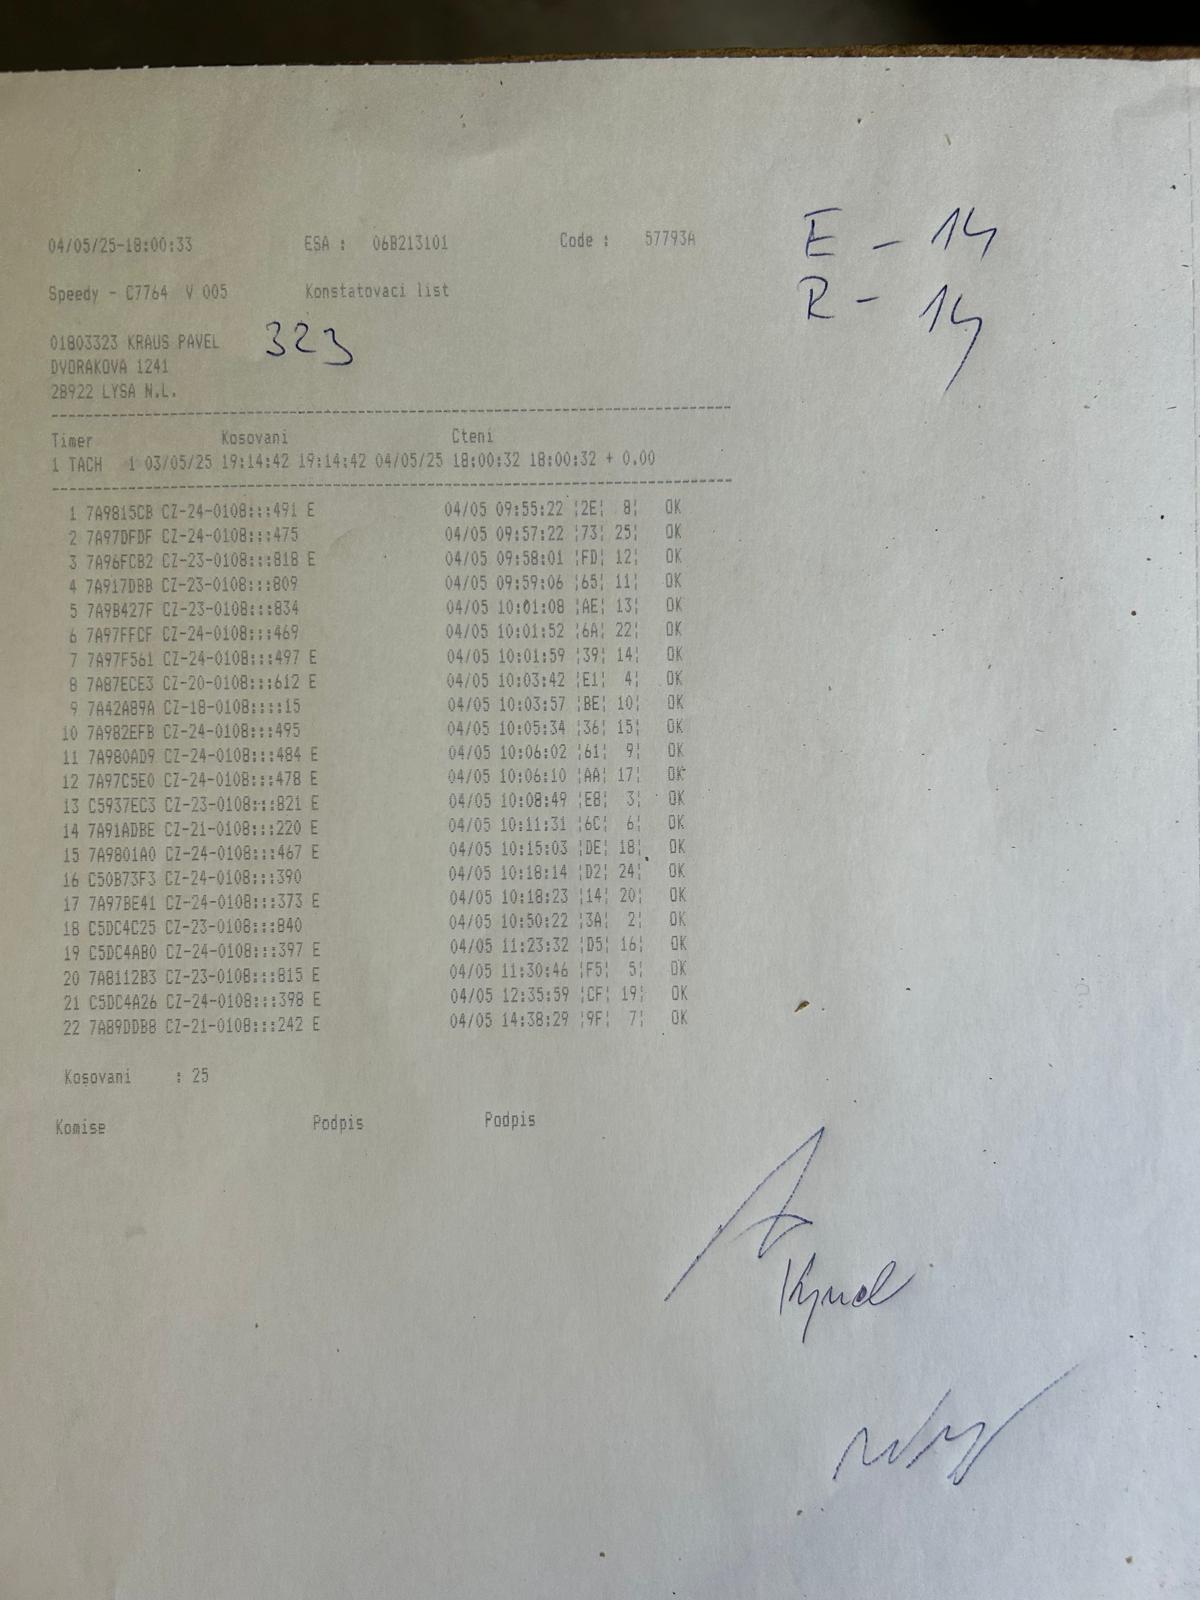 04/05/25-18:00:33 ESA : 06B213101 Code : 57793A
E - 14
Speedy - C7764 V 005 Konstatovaci list
R - 14
01803323 KRAUS PAVEL 323
DVORAKOVA 1241
28922 LYSA N.L.
Timer Kosovani Cteni
1 TACH 1 03/05/25 19:14:42 19:14:42 04/05/25 18:00:32 18:00:32 + 0.00
1 7A9815CB CZ-24-0108:::491 E 04/05 09:55:22 ¦2E¦ 8¦ OK
2 7A97DFDF CZ-24-0108:::475 04/05 09:57:22 ¦73¦ 25¦ OK
3 7A96FCB2 CZ-23-0108:::818 E 04/05 09:58:01 ¦FD¦ 12¦ OK
4 7A917DBB CZ-23-0108:::809 04/05 09:59:06 ¦65¦ 11¦ OK
5 7A9B427F CZ-23-0108:::834 04/05 10:01:08 ¦AE¦ 13¦ OK
6 7A97FFCF CZ-24-0108:::469 04/05 10:01:52 ¦6A¦ 22¦ OK
7 7A97F561 CZ-24-0108:::497 E 04/05 10:01:59 ¦39¦ 14¦ OK
8 7A87ECE3 CZ-20-0108:::612 E 04/05 10:03:42 ¦E1¦ 4¦ OK
9 7A42A89A CZ-18-0108::::15 04/05 10:03:57 ¦BE¦ 10¦ OK
10 7A982EFB CZ-24-0108:::495 04/05 10:05:34 ¦36¦ 15¦ OK
11 7A980AD9 CZ-24-0108:::484 E 04/05 10:06:02 ¦61¦ 9¦ OK
12 7A97C5E0 CZ-24-0108:::478 E 04/05 10:06:10 ¦AA¦ 17¦ OK
13 C5937EC3 CZ-23-0108:::821 E 04/05 10:08:49 ¦E8¦ 3¦ OK
14 7A91ADBE CZ-21-0108:::220 E 04/05 10:11:31 ¦6C¦ 6¦ OK
15 7A9801A0 CZ-24-0108:::467 E 04/05 10:15:03 ¦DE¦ 18¦ OK
16 C50B73F3 CZ-24-0108:::390 04/05 10:18:14 ¦D2¦ 24¦ OK
17 7A97BE41 CZ-24-0108:::373 E 04/05 10:18:23 ¦14¦ 20¦ OK
18 C5DC4C25 CZ-23-0108:::840 04/05 10:50:22 ¦3A¦ 2¦ OK
19 C5DC4AB0 CZ-24-0108:::397 E 04/05 11:23:32 ¦D5¦ 16¦ OK
20 7A8112B3 CZ-23-0108:::815 E 04/05 11:30:46 ¦F5¦ 5¦ OK
21 C5DC4A26 CZ-24-0108:::398 E 04/05 12:35:59 ¦CF¦ 19¦ OK
22 7A89DDB8 CZ-21-0108:::242 E 04/05 14:38:29 ¦9F¦ 7¦ OK
Kosovani : 25
Komise Podpis Podpis